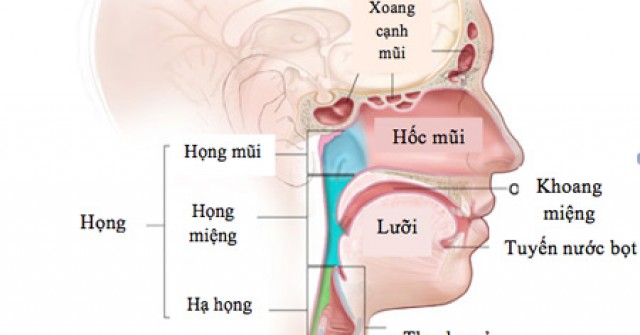 Xoang
cạnh
mũi
Hốc mũi
Họng mũi
Khoang
miệng
Họng
miệng
Họng
Lưỡi
Tuyến nước bọt
Hạ họng